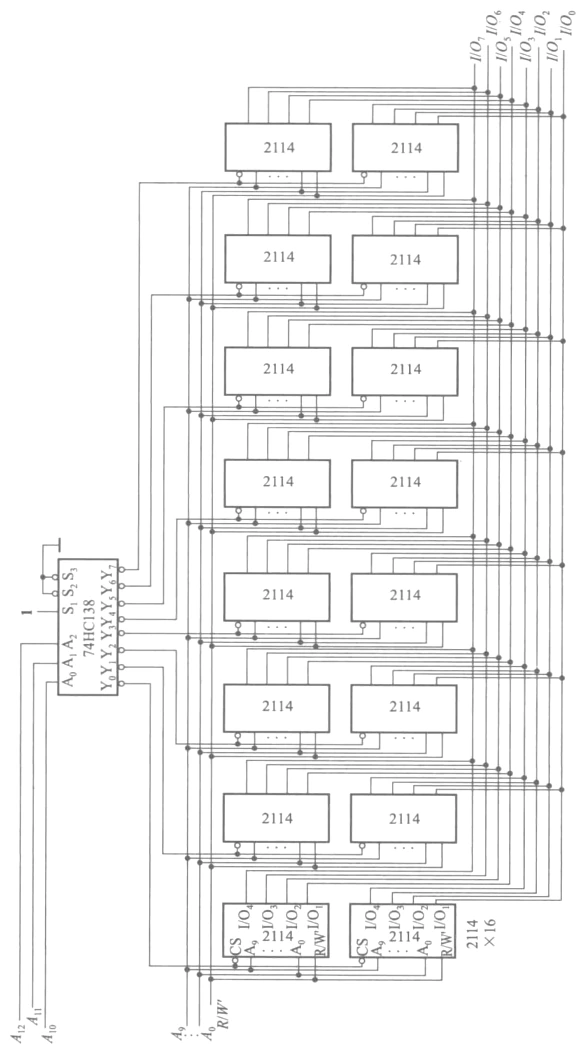 A₁₂
A₁₁
A₁₀
A₀ A₁ A₂ S₁ S₂ S₃
1
74HC138
Y₀ Y₁ Y₂ Y₃ Y₄ Y₅ Y₆ Y₇
A₉
...
A₀
R/W'
I/O₇
I/O₆
I/O₅
I/O₄
I/O₃
I/O₂
I/O₁
I/O₀
2114
...
2114
...
2114
...
2114
...
2114
...
2114
...
2114
...
2114
...
2114
...
2114
...
2114
...
2114
...
2114
...
2114
...
CS I/O₄
A₉ I/O₃
... 2114
A₀ I/O₂
R/W' I/O₁
CS I/O₄
A₉ I/O₃
... 2114
A₀ I/O₂
R/W' I/O₁
2114
×16